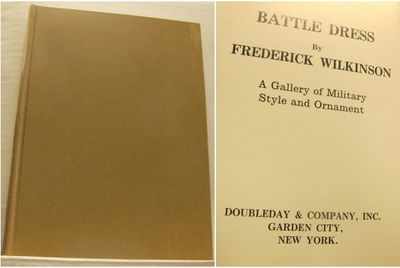 BATTLE DRESS
By
FREDERICK WILKINSON
A Gallery of Military
Style and Ornament
DOUBLEDAY & COMPANY, INC.
GARDEN CITY,
NEW YORK.